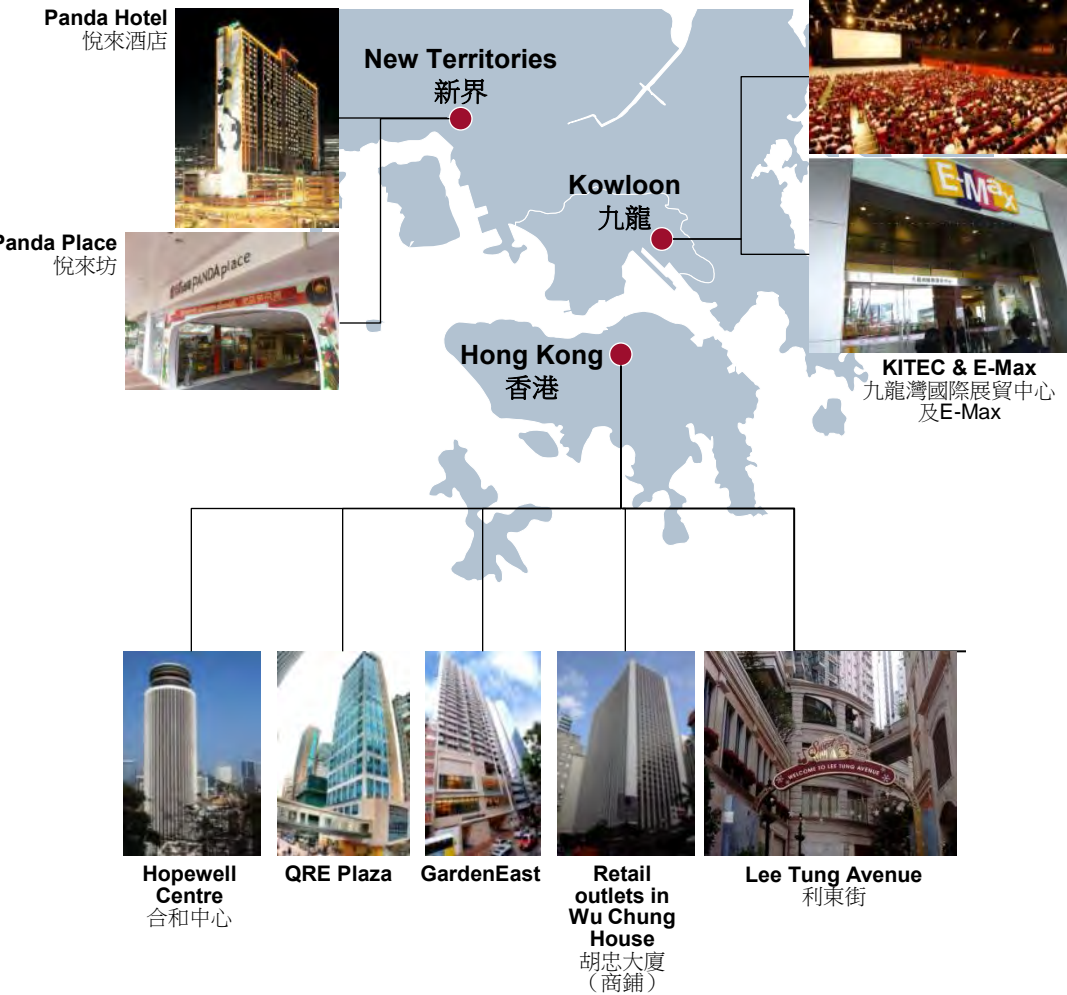 Panda Hotel
悅來酒店
New Territories
新界
Kowloon
九龍
E-Max
Panda Place
悅來坊
PANDA place
Hong Kong
香港
KITEC & E-Max
九龍灣國際展貿中心
及E-Max
WELCOME TO LEE TUNG AVENUE
Hopewell
Centre
合和中心
QRE Plaza
GardenEast
Retail
outlets in
Wu Chung
House
胡忠大廈
（商鋪）
Lee Tung Avenue
利東街